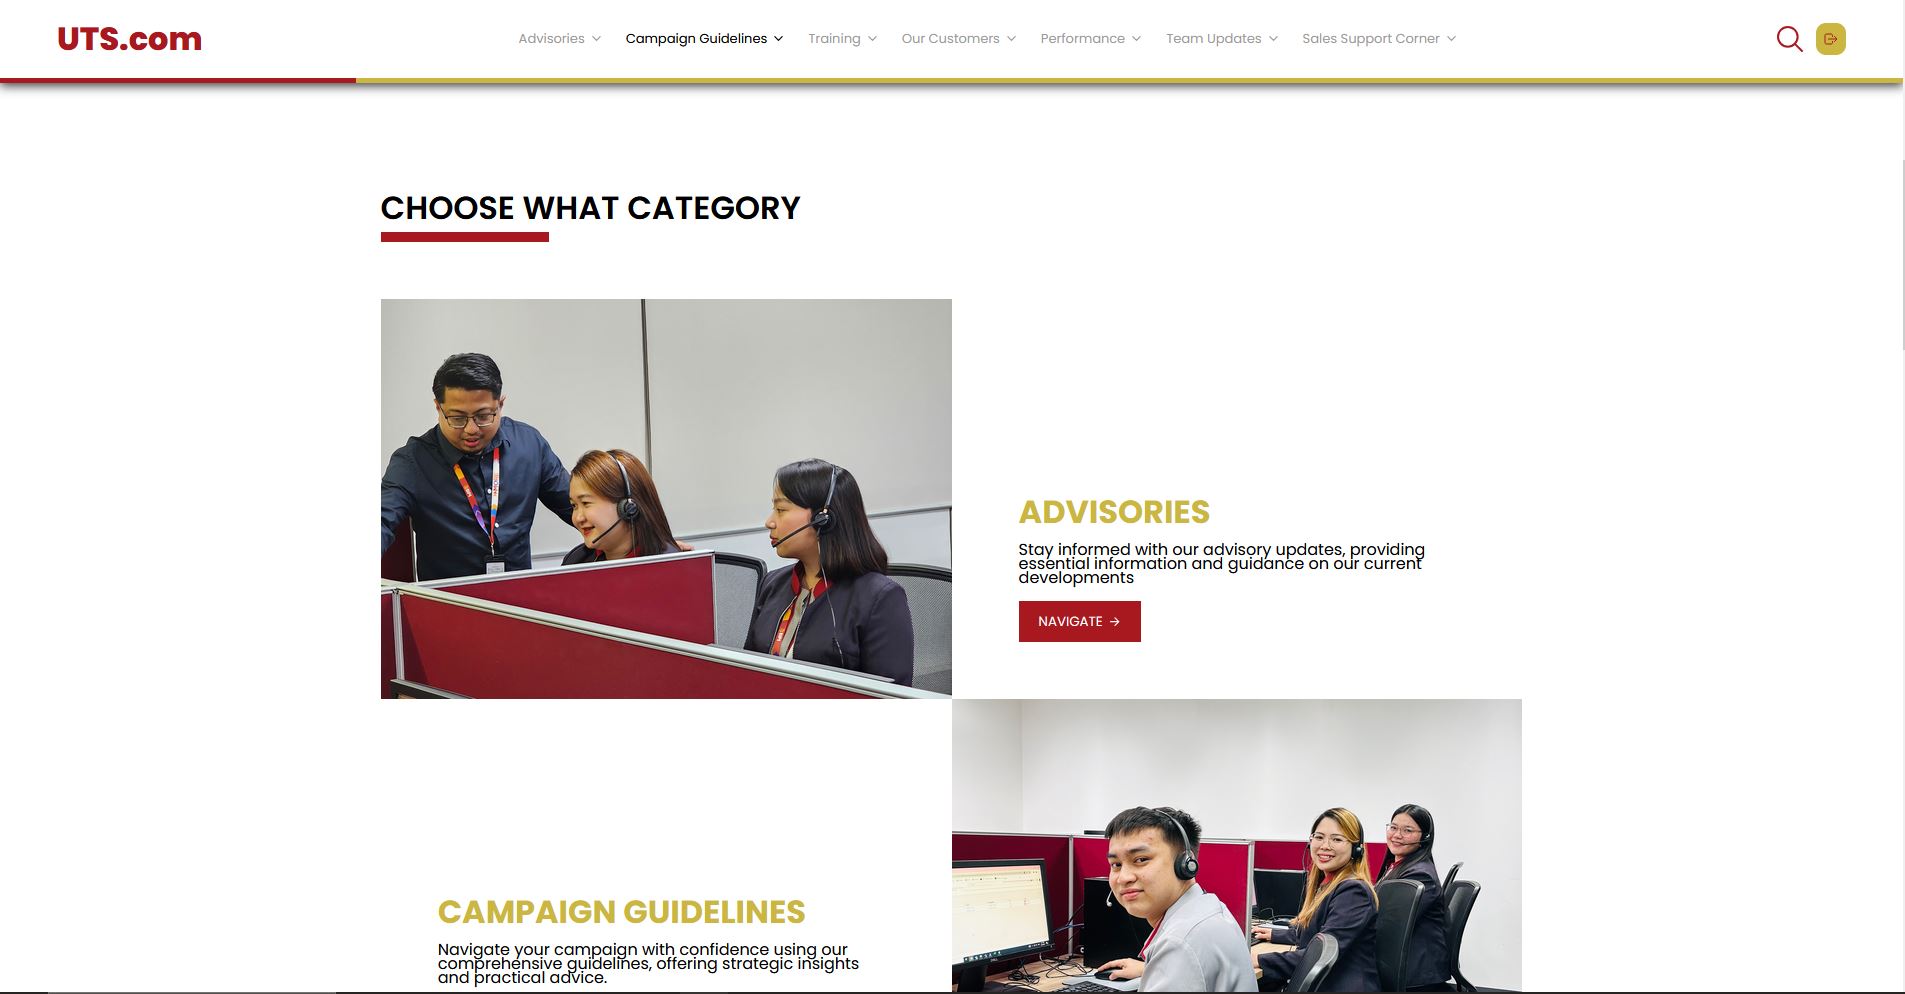 UTS.com
Advisories
Campaign Guidelines
Training
Our Customers
Performance
Team Updates
Sales Support Corner
CHOOSE WHAT CATEGORY
ADVISORIES
Stay informed with our advisory updates, providing
essential information and guidance on our current
developments
NAVIGATE →
CAMPAIGN GUIDELINES
Navigate your campaign with confidence using our
comprehensive guidelines, offering strategic insights
and practical advice.